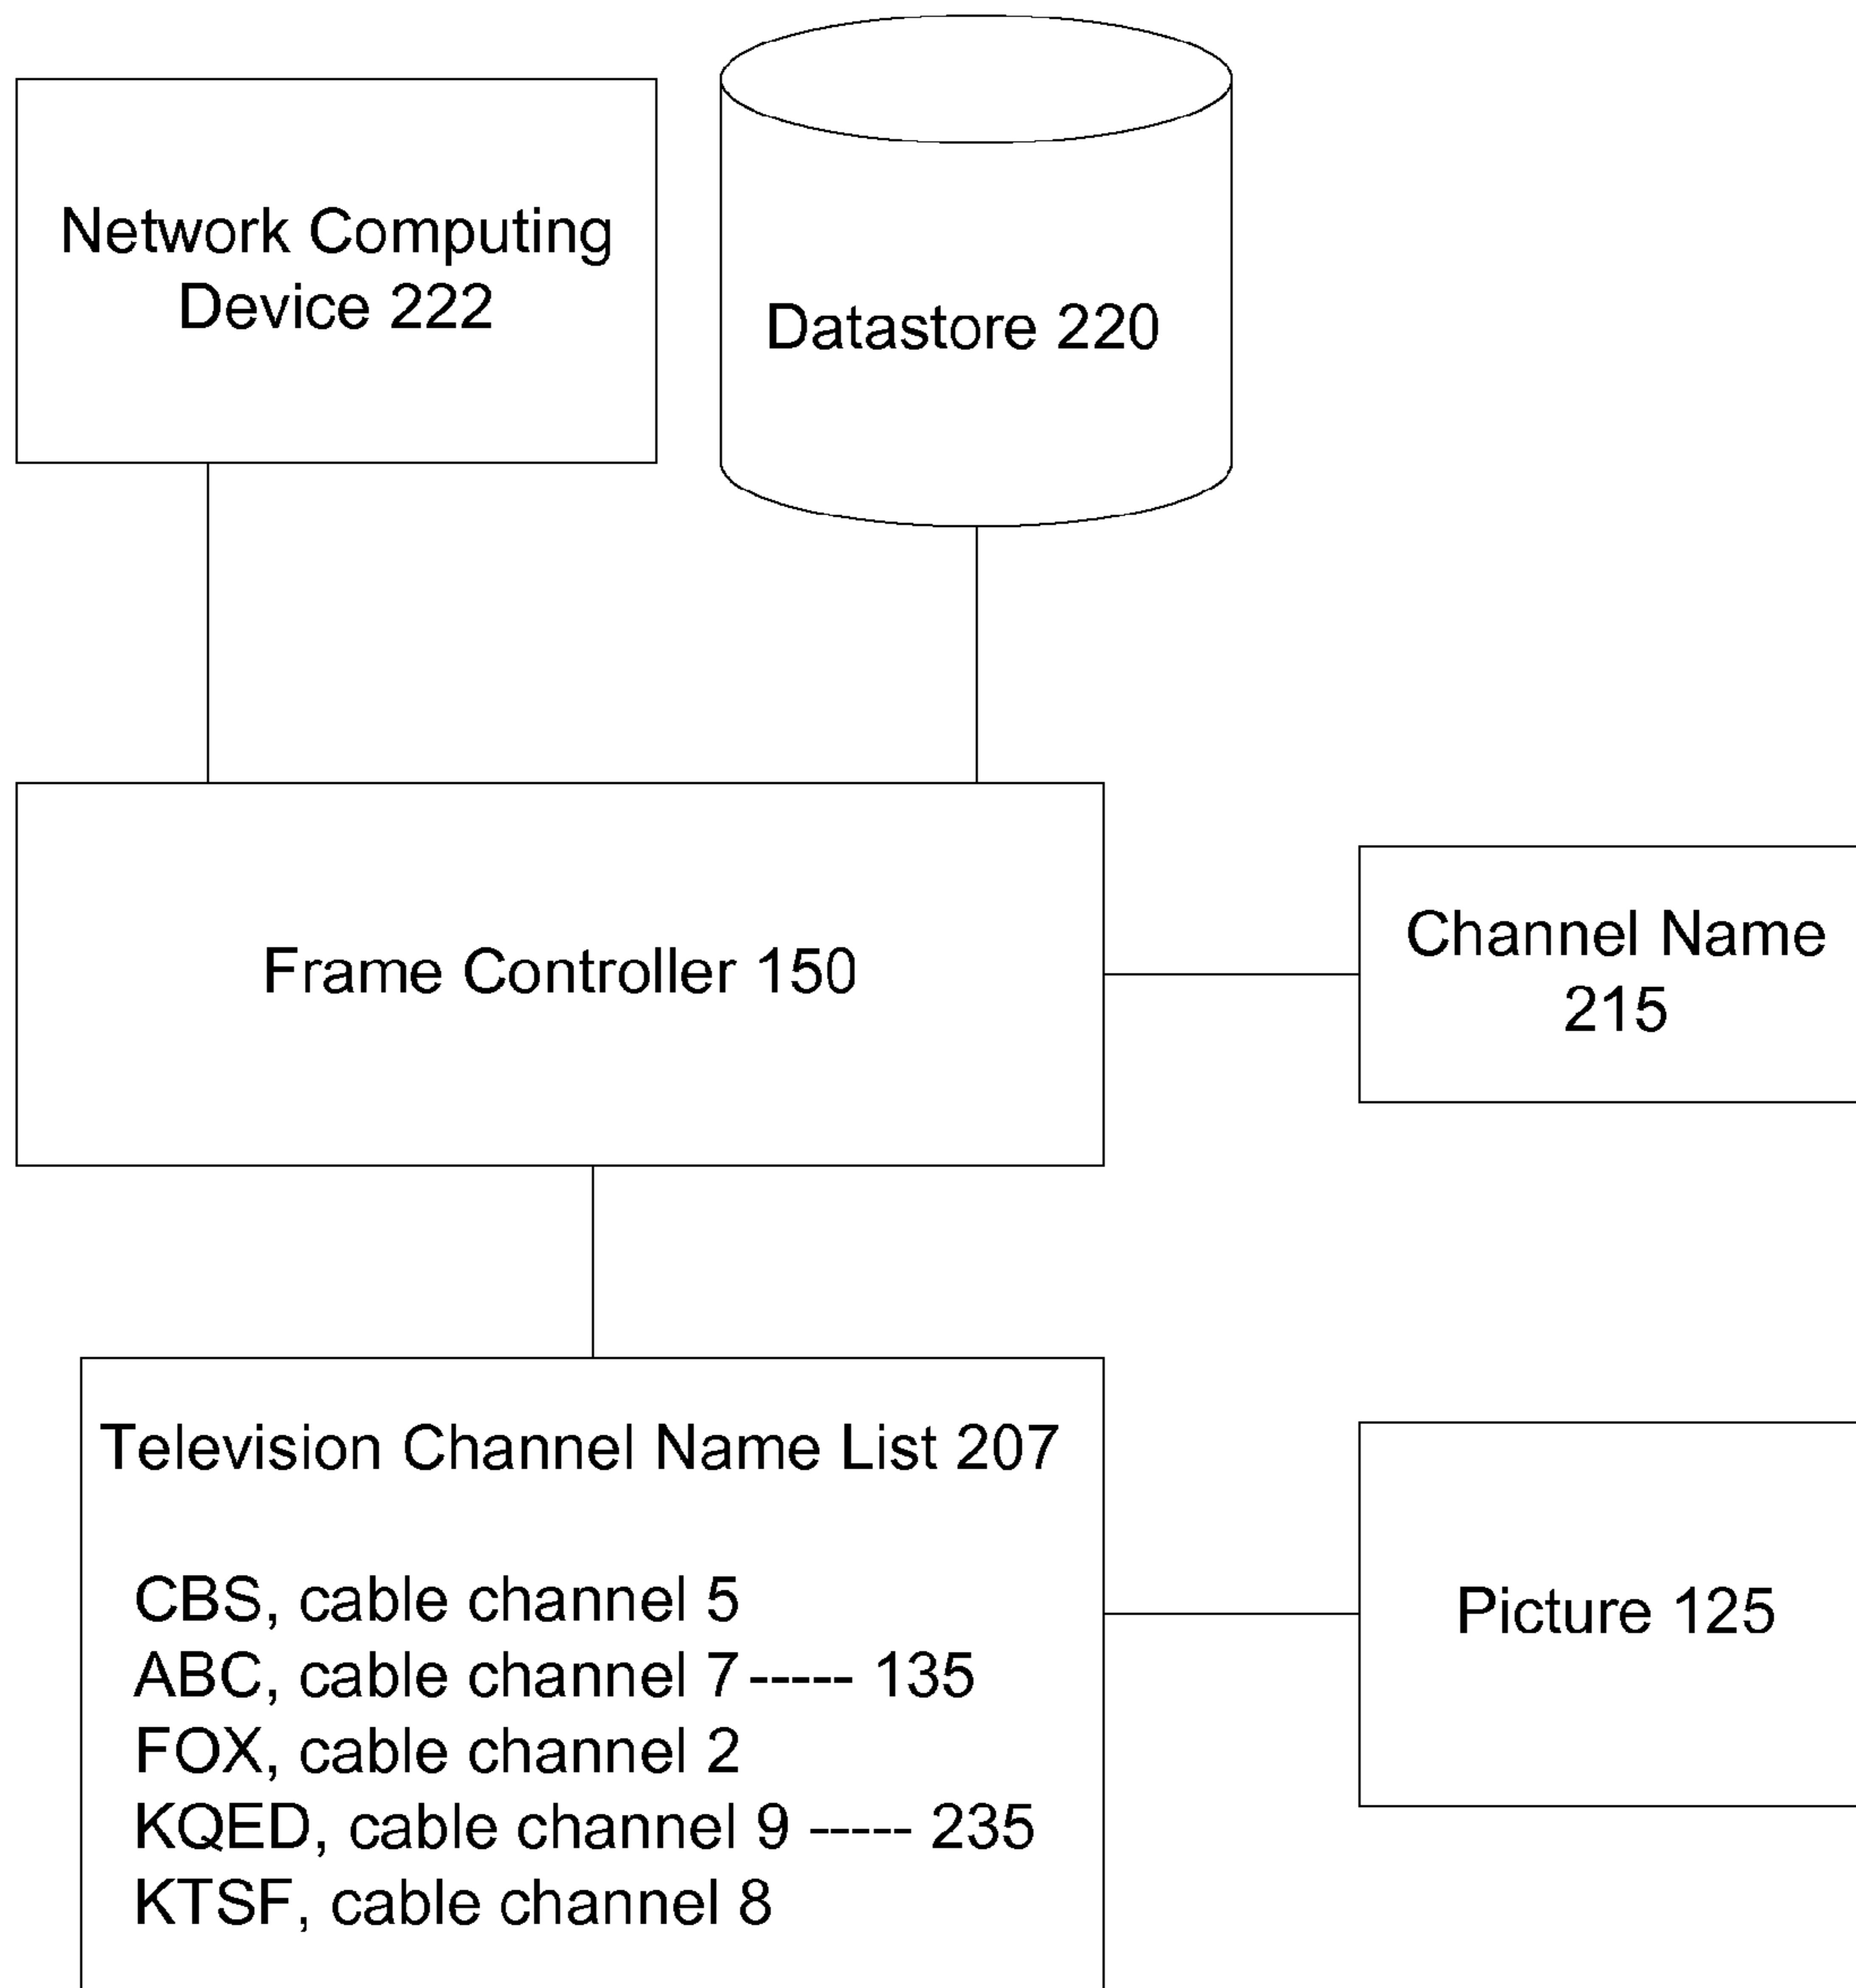 Network Computing
Device 222
Datastore 220
Frame Controller 150
Channel Name
215
Television Channel Name List 207
CBS, cable channel 5
ABC, cable channel 7 ----- 135
FOX, cable channel 2
KQED, cable channel 9 ----- 235
KTSF, cable channel 8
Picture 125